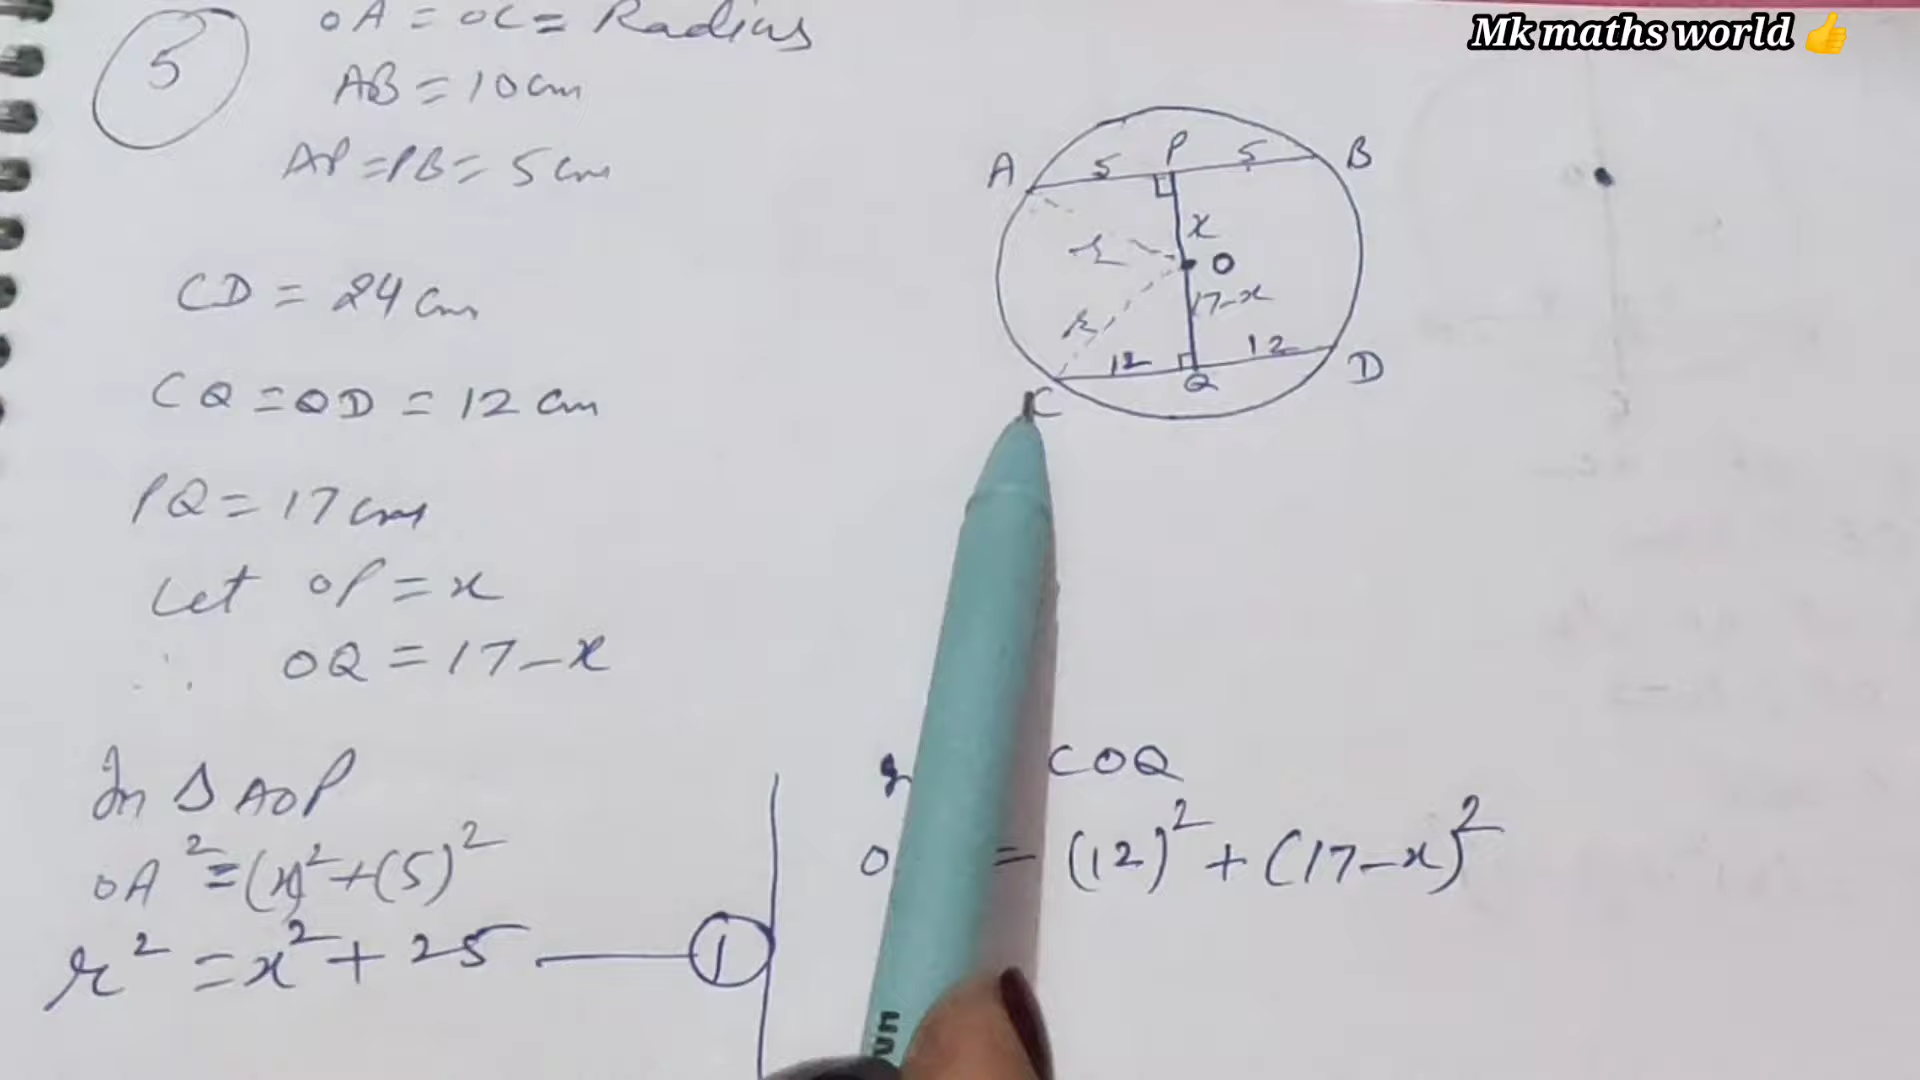 Mk maths world 👍
5
OA = OC = Radius
AB = 10 cm
AP = PB = 5 cm
CD = 24 cm
CQ = QD = 12 cm
PQ = 17 cm
Let OP = x
∴ OQ = 17 - x
In Δ AOP
OA² = (x)² + (5)²
r² = x² + 25 —— 1
COQ
= (12)² + (17 - x)²
A 5 P 5 B
x
r O
17-x
r
12 12
C Q D